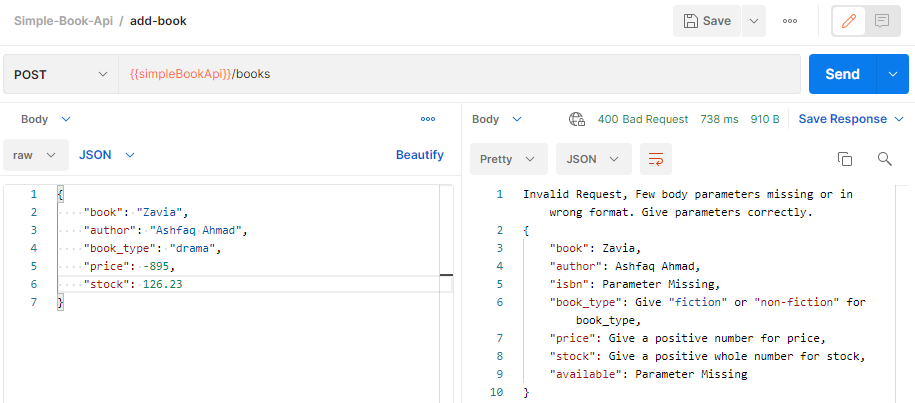 Simple-Book-Api / add-book
Save
POST
{{simpleBookApi}}/books
Send
Body
raw
JSON
Beautify
1 {
2 "book": "Zavia",
3 "author": "Ashfaq Ahmad",
4 "book_type": "drama",
5 "price": -895,
6 "stock": 126.23
7 }
Body
400 Bad Request 738 ms 910 B Save Response
Pretty
JSON
1 Invalid Request, Few body parameters missing or in
wrong format. Give parameters correctly.
2 {
3 "book": Zavia,
4 "author": Ashfaq Ahmad,
5 "isbn": Parameter Missing,
6 "book_type": Give "fiction" or "non-fiction" for
book_type,
7 "price": Give a positive number for price,
8 "stock": Give a positive whole number for stock,
9 "available": Parameter Missing
10 }